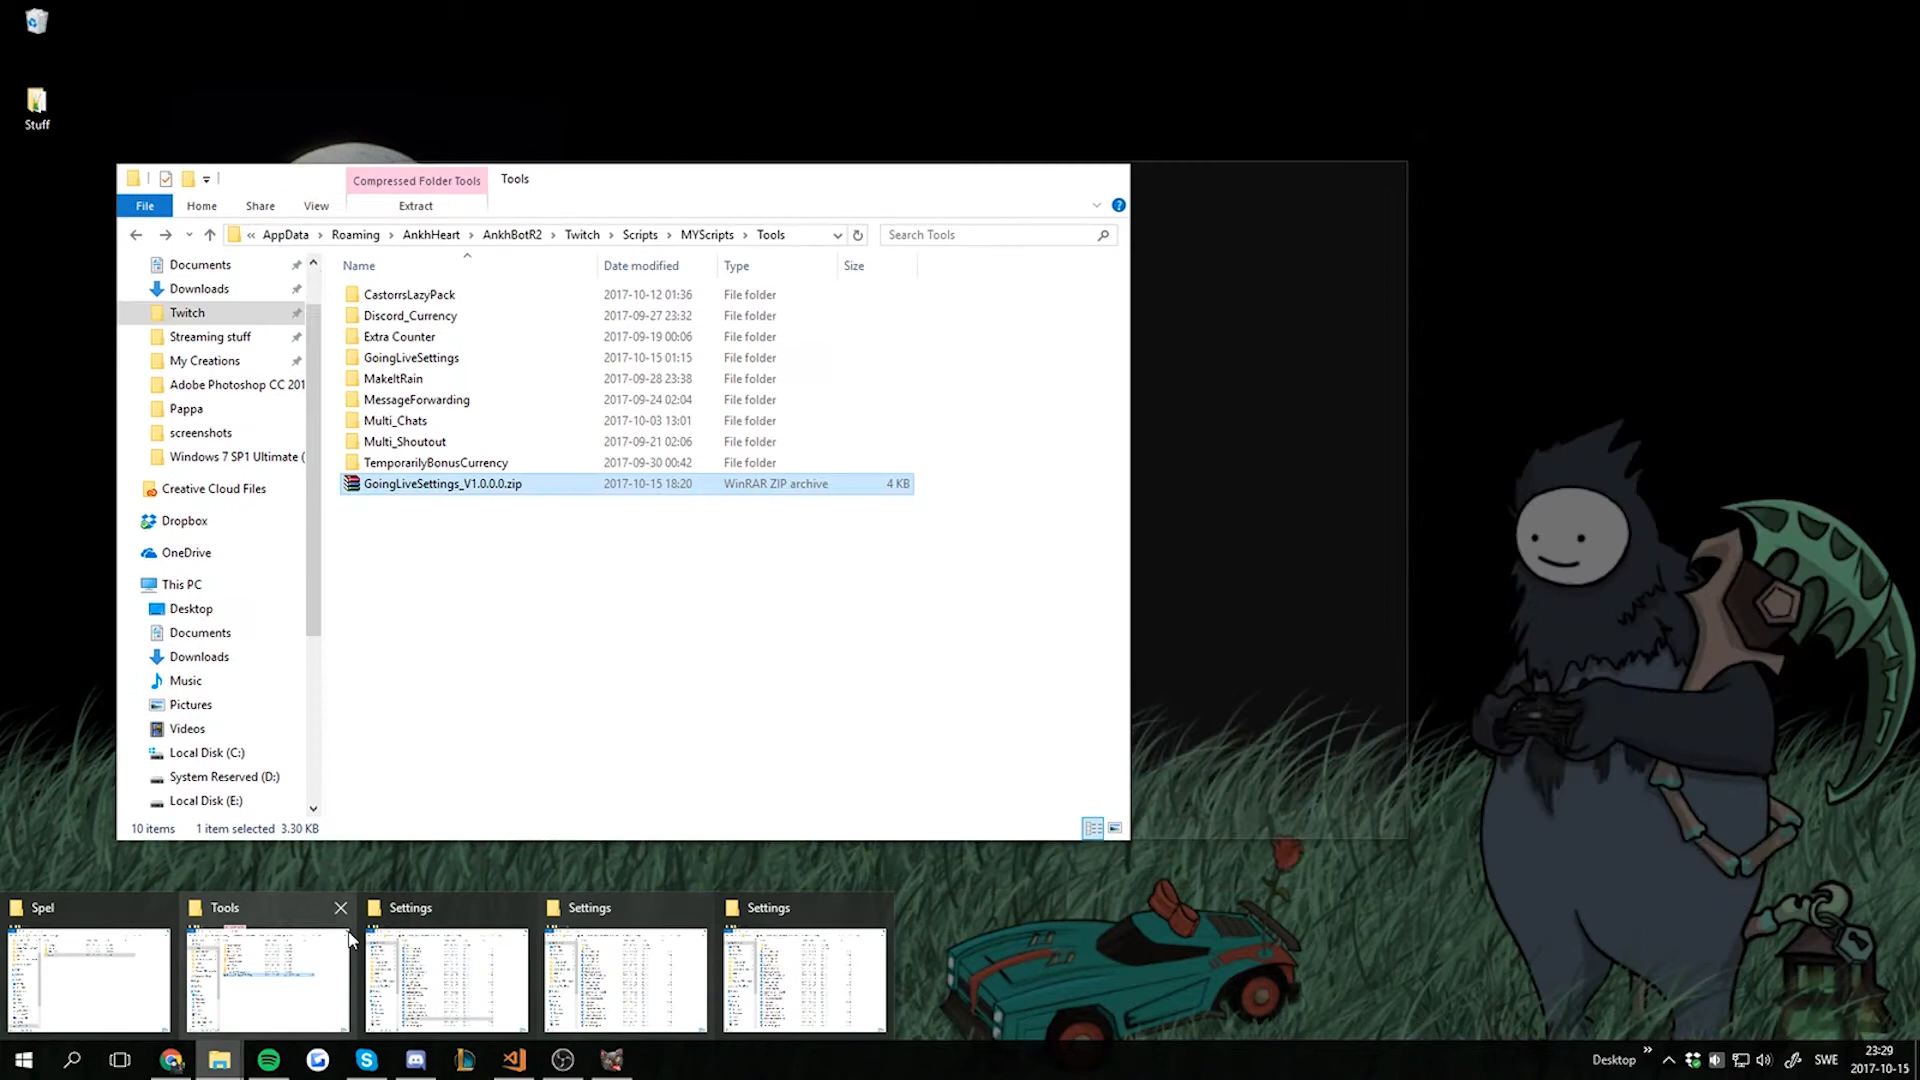 Stuff
Compressed Folder Tools
Tools
File
Home
Share
View
Extract
« AppData › Roaming › AnkhHeart › AnkhBotR2 › Twitch › Scripts › MYScripts › Tools
Search Tools
Name
Date modified
Type
Size
Documents
Downloads
Twitch
Streaming stuff
My Creations
Adobe Photoshop CC 201
Pappa
screenshots
Windows 7 SP1 Ultimate (
Creative Cloud Files
Dropbox
OneDrive
This PC
Desktop
Documents
Downloads
Music
Pictures
Videos
Local Disk (C:)
System Reserved (D:)
Local Disk (E:)
CastorrsLazyPack 2017-10-12 01:36 File folder
Discord_Currency 2017-09-27 23:32 File folder
Extra Counter 2017-09-19 00:06 File folder
GoingLiveSettings 2017-10-15 01:15 File folder
MakeItRain 2017-09-28 23:38 File folder
MessageForwarding 2017-09-24 02:04 File folder
Multi_Chats 2017-10-03 13:01 File folder
Multi_Shoutout 2017-09-21 02:06 File folder
TemporarilyBonusCurrency 2017-09-30 00:42 File folder
GoingLiveSettings_V1.0.0.0.zip 2017-10-15 18:20 WinRAR ZIP archive 4 KB
10 items 1 item selected 3.30 KB
Spel
Tools
Settings
Settings
Settings
Desktop
SWE
23:29
2017-10-15